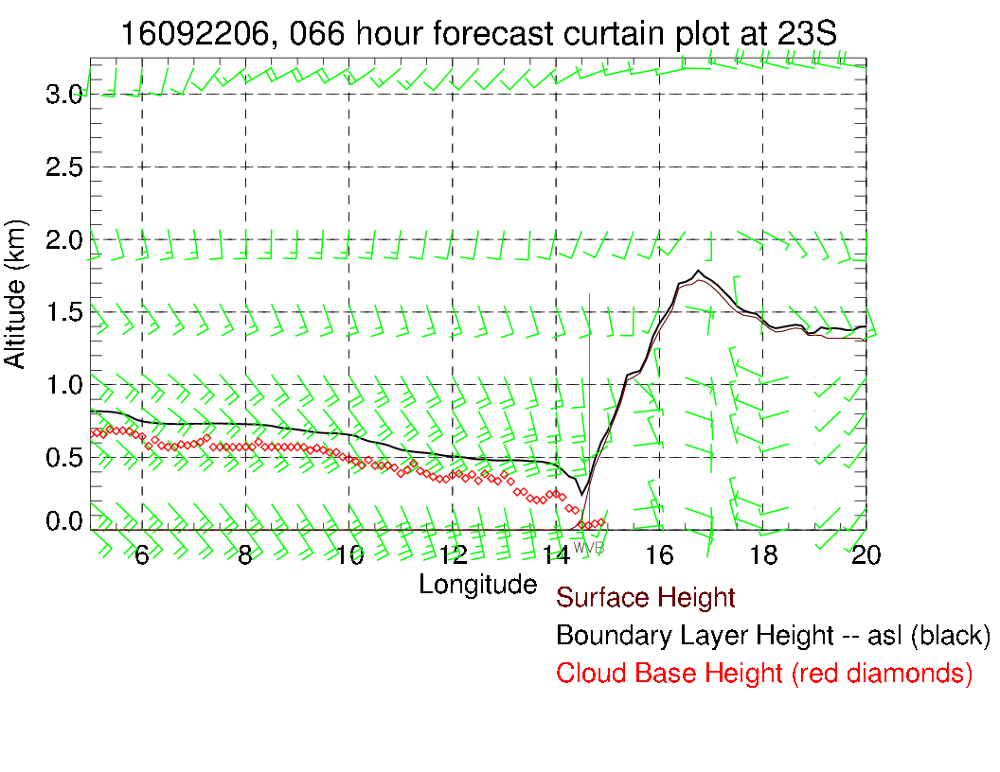 16092206, 066 hour forecast curtain plot at 23S
3.0
2.5
2.0
1.5
1.0
0.5
0.0
Altitude (km)
6 8 10 12 14 16 18 20
WVB
Longitude
Surface Height
Boundary Layer Height -- asl (black)
Cloud Base Height (red diamonds)